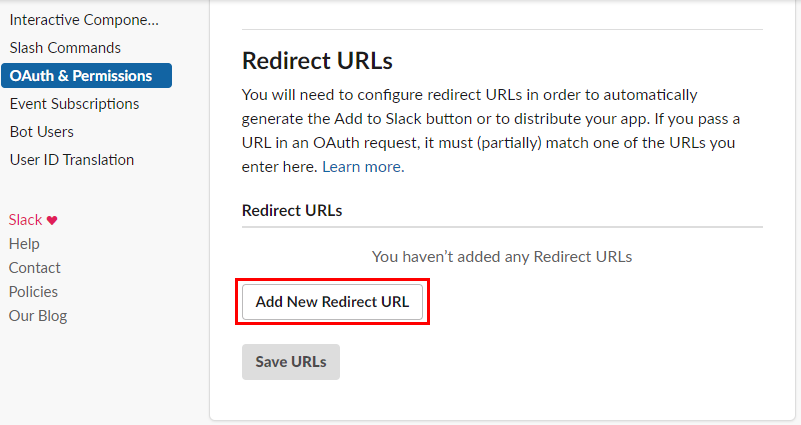 Interactive Compone...
Slash Commands
OAuth & Permissions
Event Subscriptions
Bot Users
User ID Translation
Slack ♥
Help
Contact
Policies
Our Blog
Redirect URLs
You will need to configure redirect URLs in order to automatically
generate the Add to Slack button or to distribute your app. If you pass a
URL in an OAuth request, it must (partially) match one of the URLs you
enter here. Learn more.
Redirect URLs
You haven't added any Redirect URLs
Add New Redirect URL
Save URLs